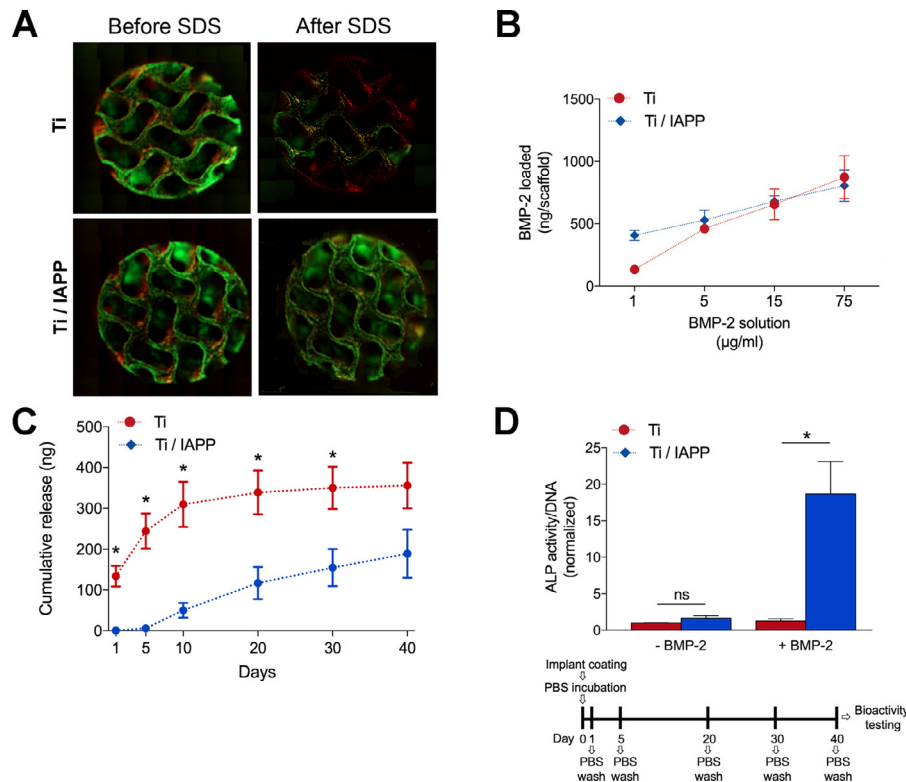 A
Before SDS
After SDS
Ti
Ti / IAPP
B
Ti
Ti / IAPP
BMP-2 loaded
(ng/scaffold)
1500
1000
500
0
1
5
15
75
BMP-2 solution
(µg/ml)
C
Ti
Ti / IAPP
Cumulative release (ng)
500
400
300
200
100
0
*
*
*
*
*
1
5
10
20
30
40
Days
D
Ti
Ti / IAPP
ALP activity/DNA
(normalized)
25
20
15
10
5
0
ns
*
- BMP-2
+ BMP-2
Implant coating
PBS incubation
Bioactivity
testing
Day
0
1
5
20
30
40
PBS
wash
PBS
wash
PBS
wash
PBS
wash
PBS
wash